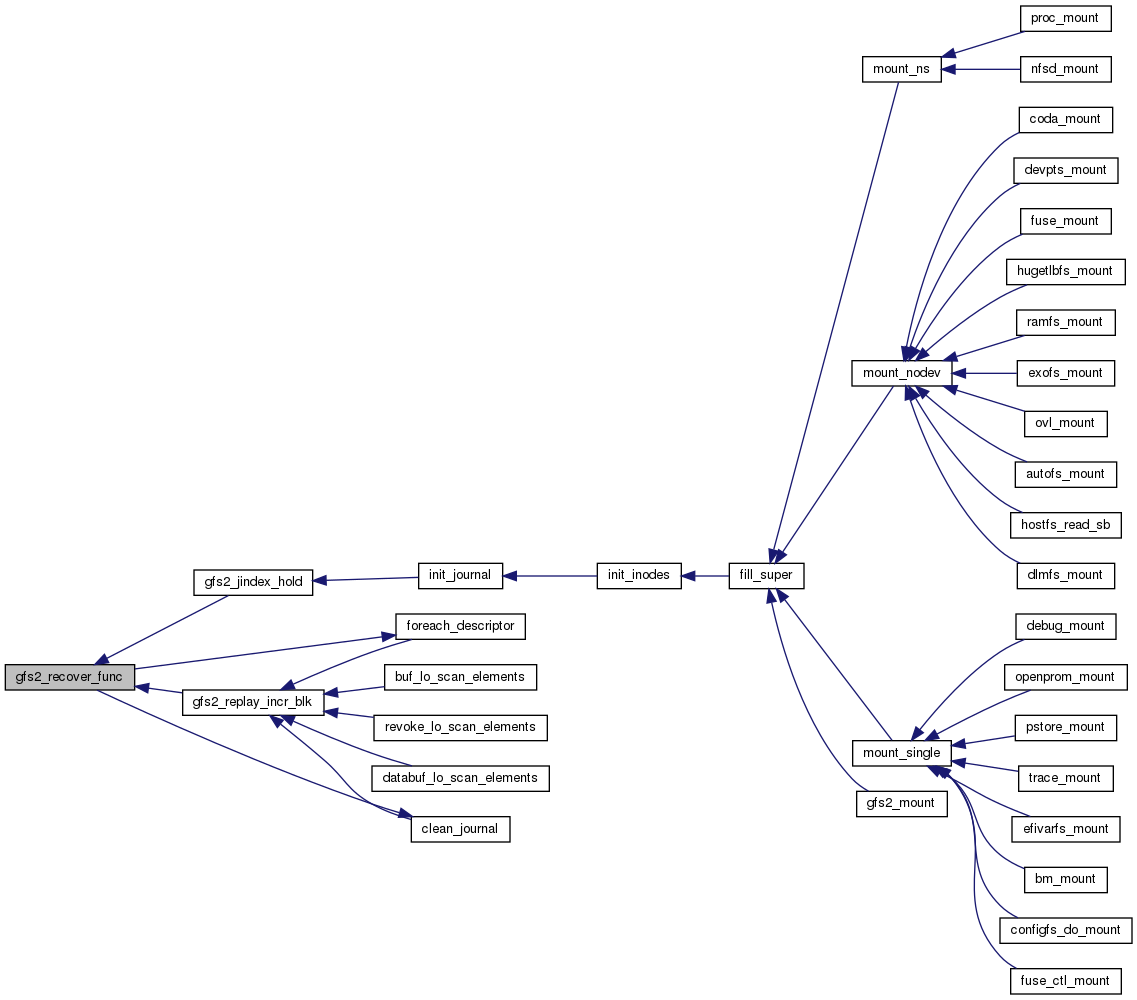 proc_mount
mount_ns
nfsd_mount
coda_mount
devpts_mount
fuse_mount
hugetlbfs_mount
ramfs_mount
mount_nodev
exofs_mount
ovl_mount
autofs_mount
hostfs_read_sb
gfs2_jindex_hold
init_journal
init_inodes
fill_super
dlmfs_mount
foreach_descriptor
debug_mount
gfs2_recover_func
buf_lo_scan_elements
openprom_mount
gfs2_replay_incr_blk
revoke_lo_scan_elements
pstore_mount
mount_single
databuf_lo_scan_elements
trace_mount
gfs2_mount
clean_journal
efivarfs_mount
bm_mount
configfs_do_mount
fuse_ctl_mount